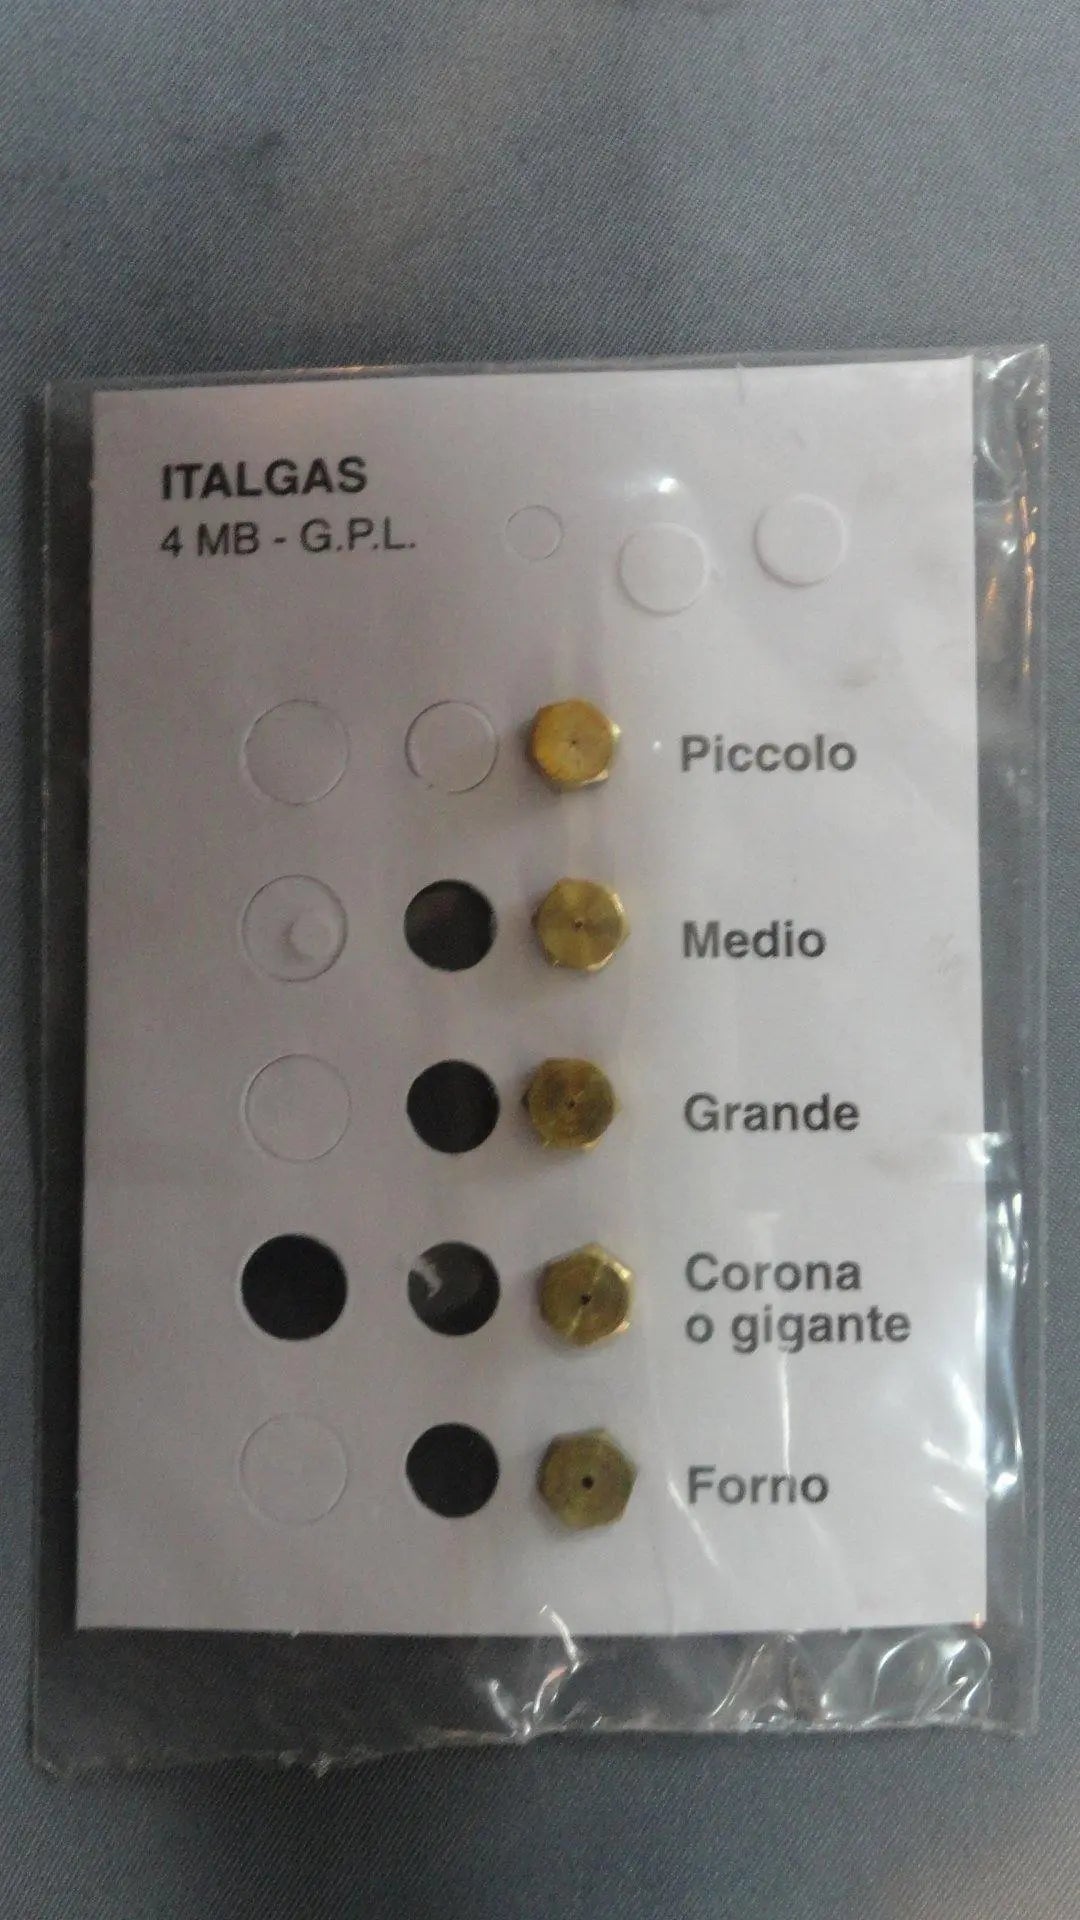 ITALGAS
4 MB - G.P.L.
Piccolo
Medio
Grande
Corona
o gigante
Forno